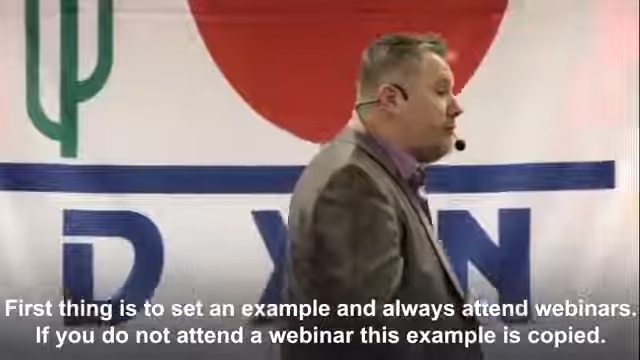 DXN
First thing is to set an example and always attend webinars.
If you do not attend a webinar this example is copied.